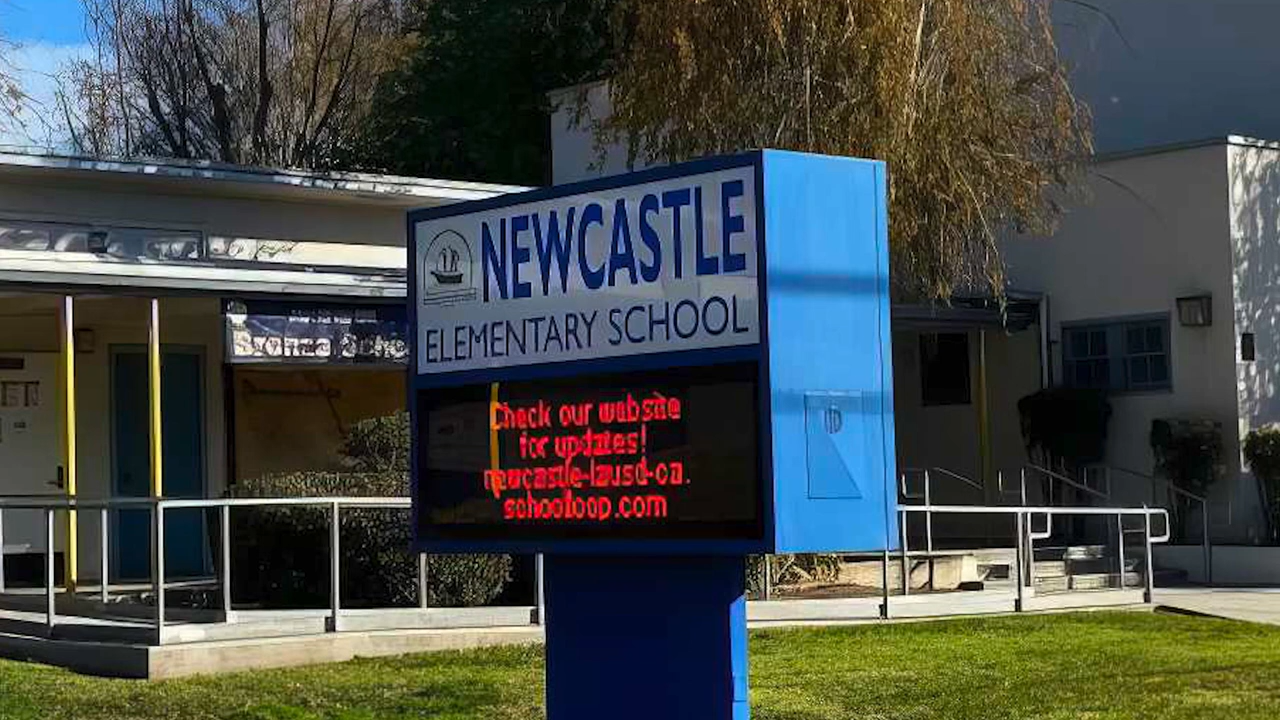 NEWCASTLE
ELEMENTARY SCHOOL
Check our website
for updates!
newcastle-lausd-ca.
schoolloop.com